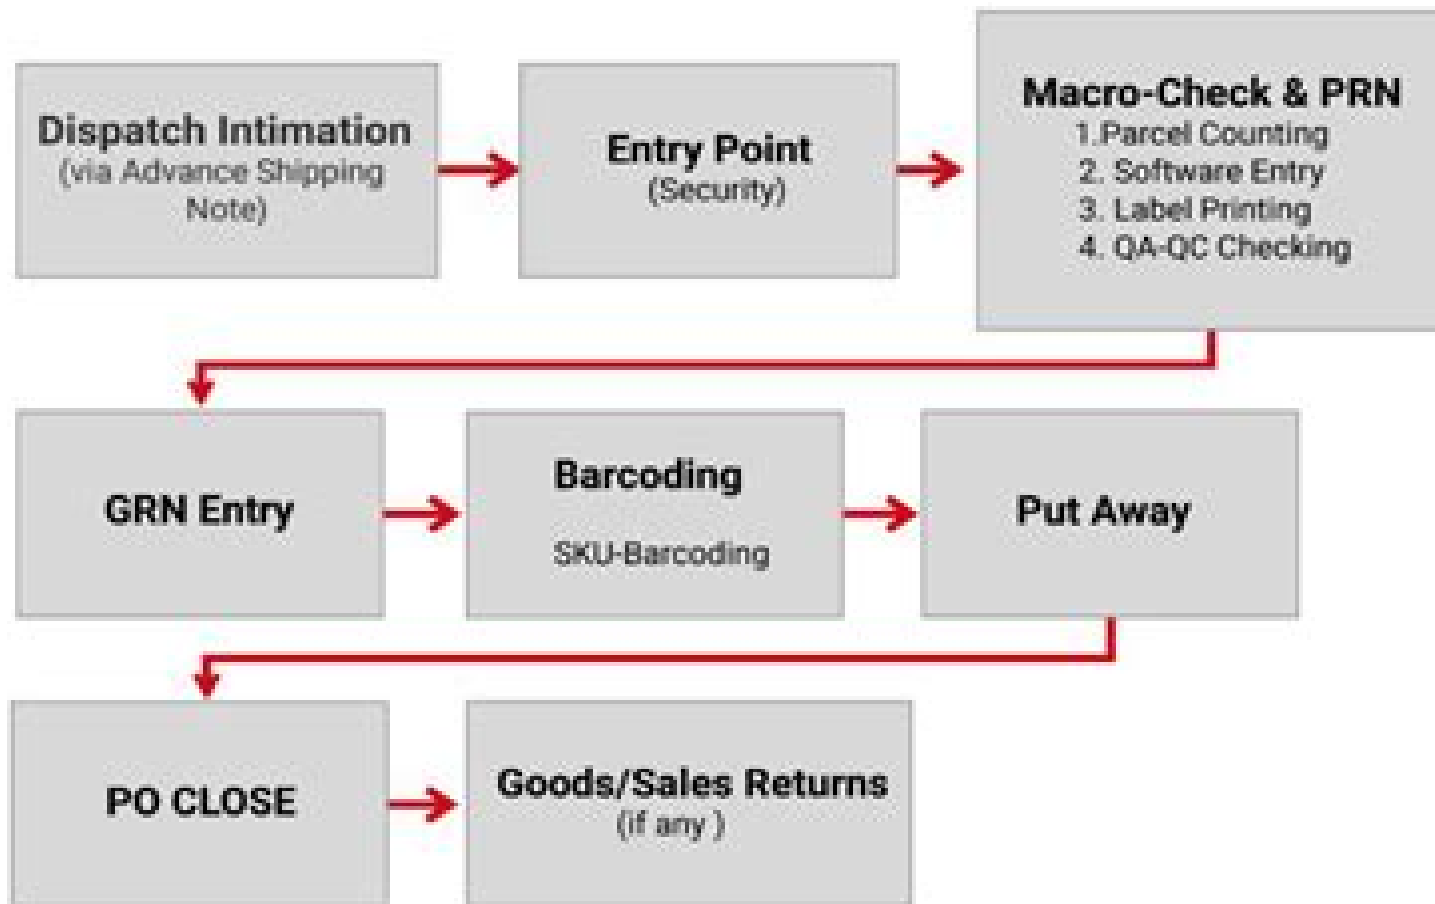 Dispatch Intimation
(via Advance Shipping
Note)
Entry Point
(Security)
Macro-Check & PRN
1.Parcel Counting
2. Software Entry
3. Label Printing
4. QA-QC Checking
GRN Entry
Barcoding
SKU-Barcoding
Put Away
PO CLOSE
Goods/Sales Returns
(if any )